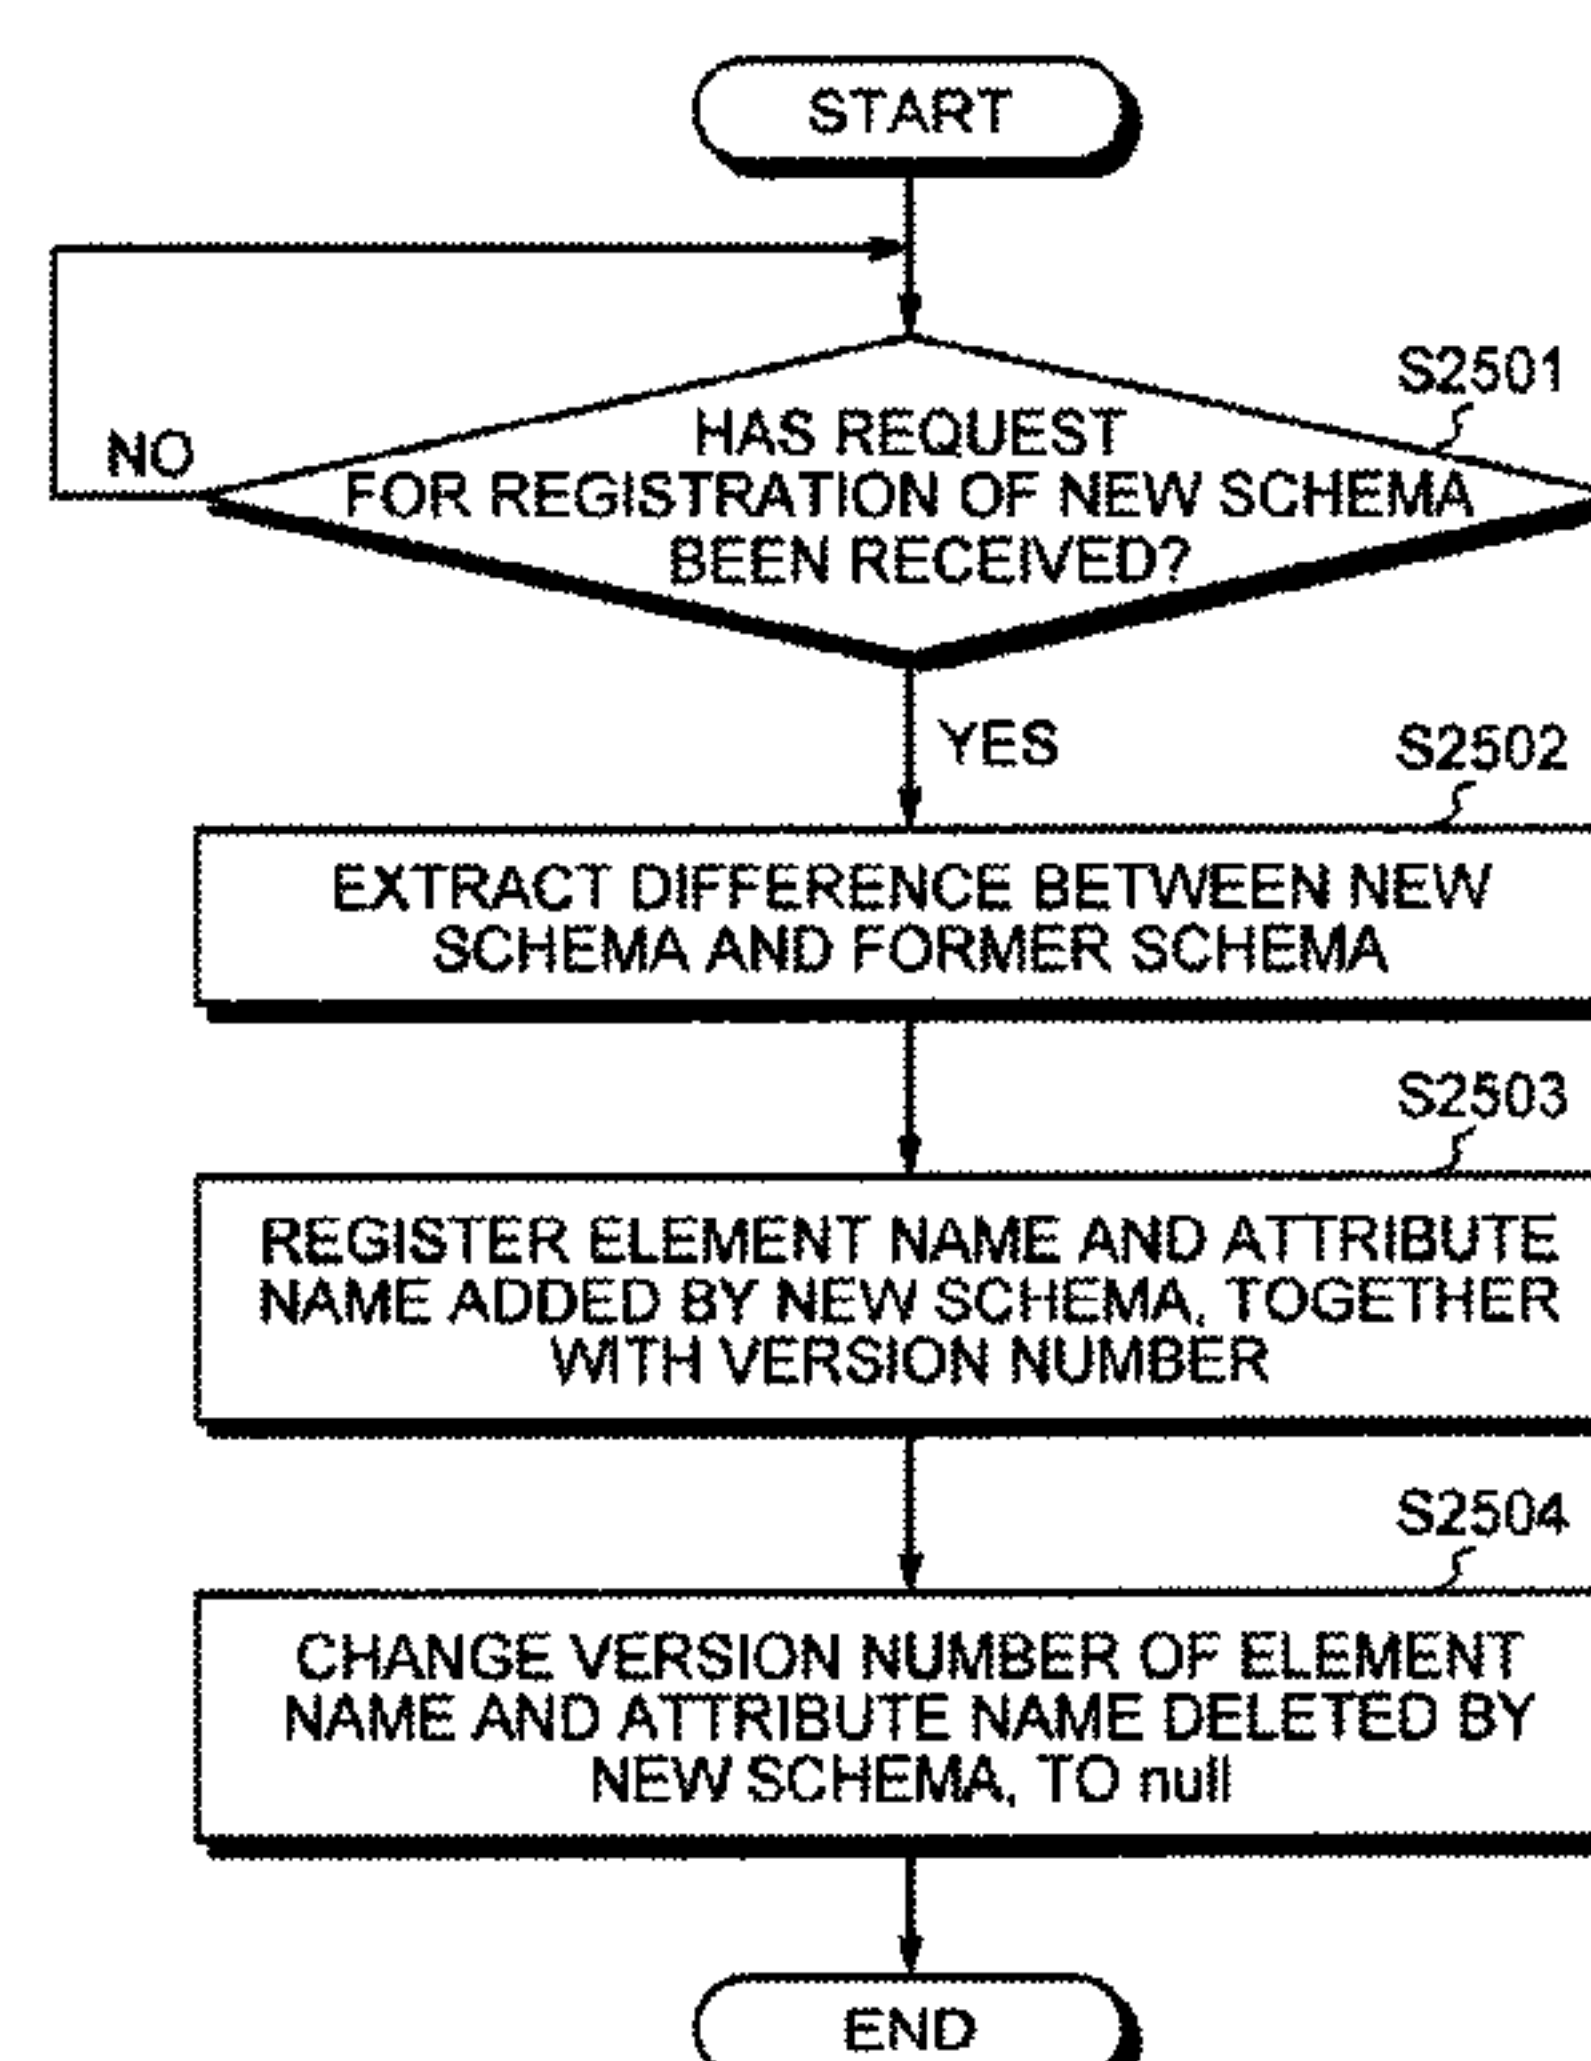 START
S2501
HAS REQUEST
NO
FOR REGISTRATION OF NEW SCHEMA
BEEN RECEIVED?
YES
S2502
EXTRACT DIFFERENCE BETWEEN NEW
SCHEMA AND FORMER SCHEMA
S2503
REGISTER ELEMENT NAME AND ATTRIBUTE
NAME ADDED BY NEW SCHEMA, TOGETHER
WITH VERSION NUMBER
S2504
CHANGE VERSION NUMBER OF ELEMENT
NAME AND ATTRIBUTE NAME DELETED BY
NEW SCHEMA, TO null
END